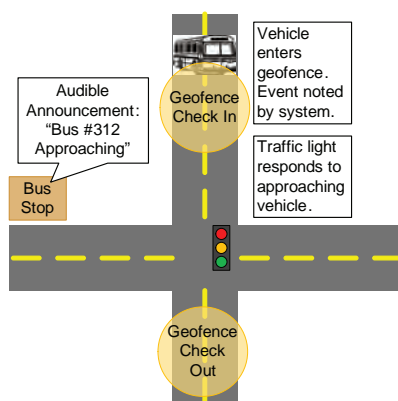 Vehicle
enters
geofence.
Event noted
by system.
Audible
Announcement:
“Bus #312
Approaching”
Geofence
Check In
Traffic light
responds to
approaching
vehicle.
Bus
Stop
Geofence
Check
Out